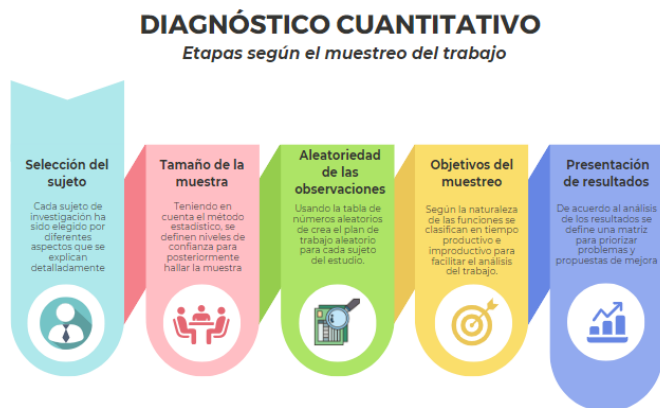 DIAGNÓSTICO CUANTITATIVO
Etapas según el muestreo del trabajo
Selección del
sujeto
Cada sujeto de
investigación ha
sido elegido por
diferentes
aspectos que se
explican
detalladamente
Tamaño de la
muestra
Teniendo en
cuenta el método
estadístico, se
definen niveles de
confianza para
posteriormente
hallar la muestra
Aleatoriedad
de las
observaciones
Usando la tabla de
números aleatorios
de crea el plan de
trabajo aleatorio
para cada sujeto
del estudio.
Objetivos del
muestreo
Según la naturaleza
de las funciones se
clasifican en tiempo
productivo e
improductivo para
facilitar el análisis
del trabajo.
Presentación
de resultados
De acuerdo al análisis
de los resultados se
define una matriz
para priorizar
problemas y
propuestas de mejora